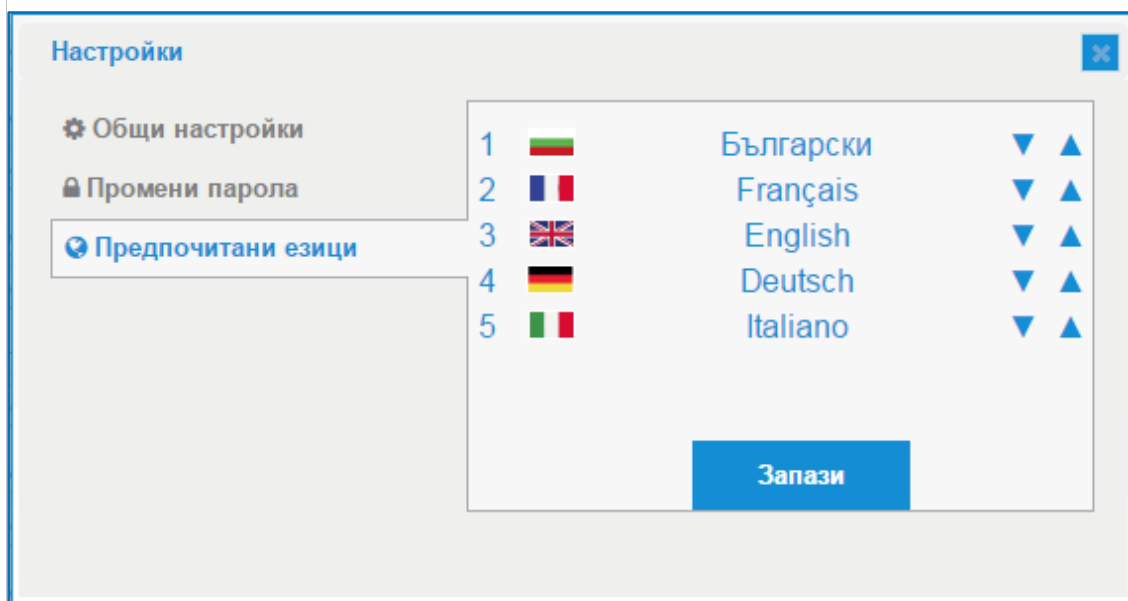 Настройки
Общи настройки
Промени парола
Предпочитани езици
1 Български ▼ ▲
2 Français ▼ ▲
3 English ▼ ▲
4 Deutsch ▼ ▲
5 Italiano ▼ ▲
Запази